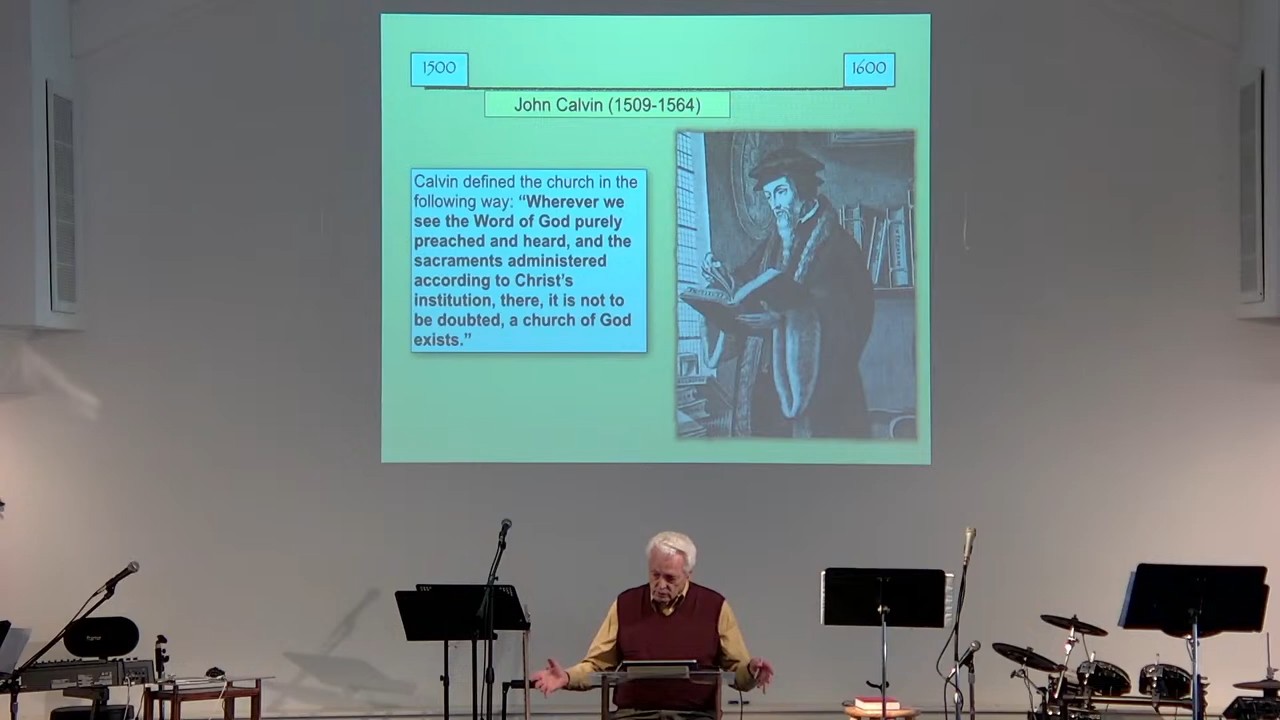 1500
1600
John Calvin (1509-1564)
Calvin defined the church in the
following way: “Wherever we
see the Word of God purely
preached and heard, and the
sacraments administered
according to Christ’s
institution, there, it is not to
be doubted, a church of God
exists.”